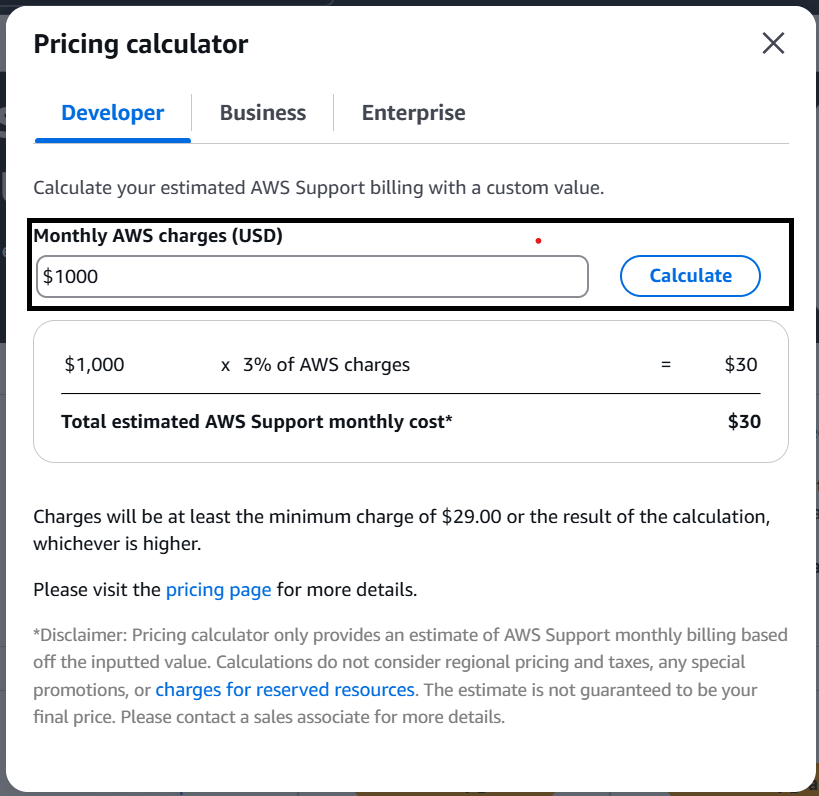 Pricing calculator
Developer
Business
Enterprise
Calculate your estimated AWS Support billing with a custom value.
Monthly AWS charges (USD)
$1000
Calculate
$1,000 x 3% of AWS charges = $30
Total estimated AWS Support monthly cost* $30
Charges will be at least the minimum charge of $29.00 or the result of the calculation,
whichever is higher.
Please visit the pricing page for more details.
*Disclaimer: Pricing calculator only provides an estimate of AWS Support monthly billing based
off the inputted value. Calculations do not consider regional pricing and taxes, any special
promotions, or charges for reserved resources. The estimate is not guaranteed to be your
final price. Please contact a sales associate for more details.